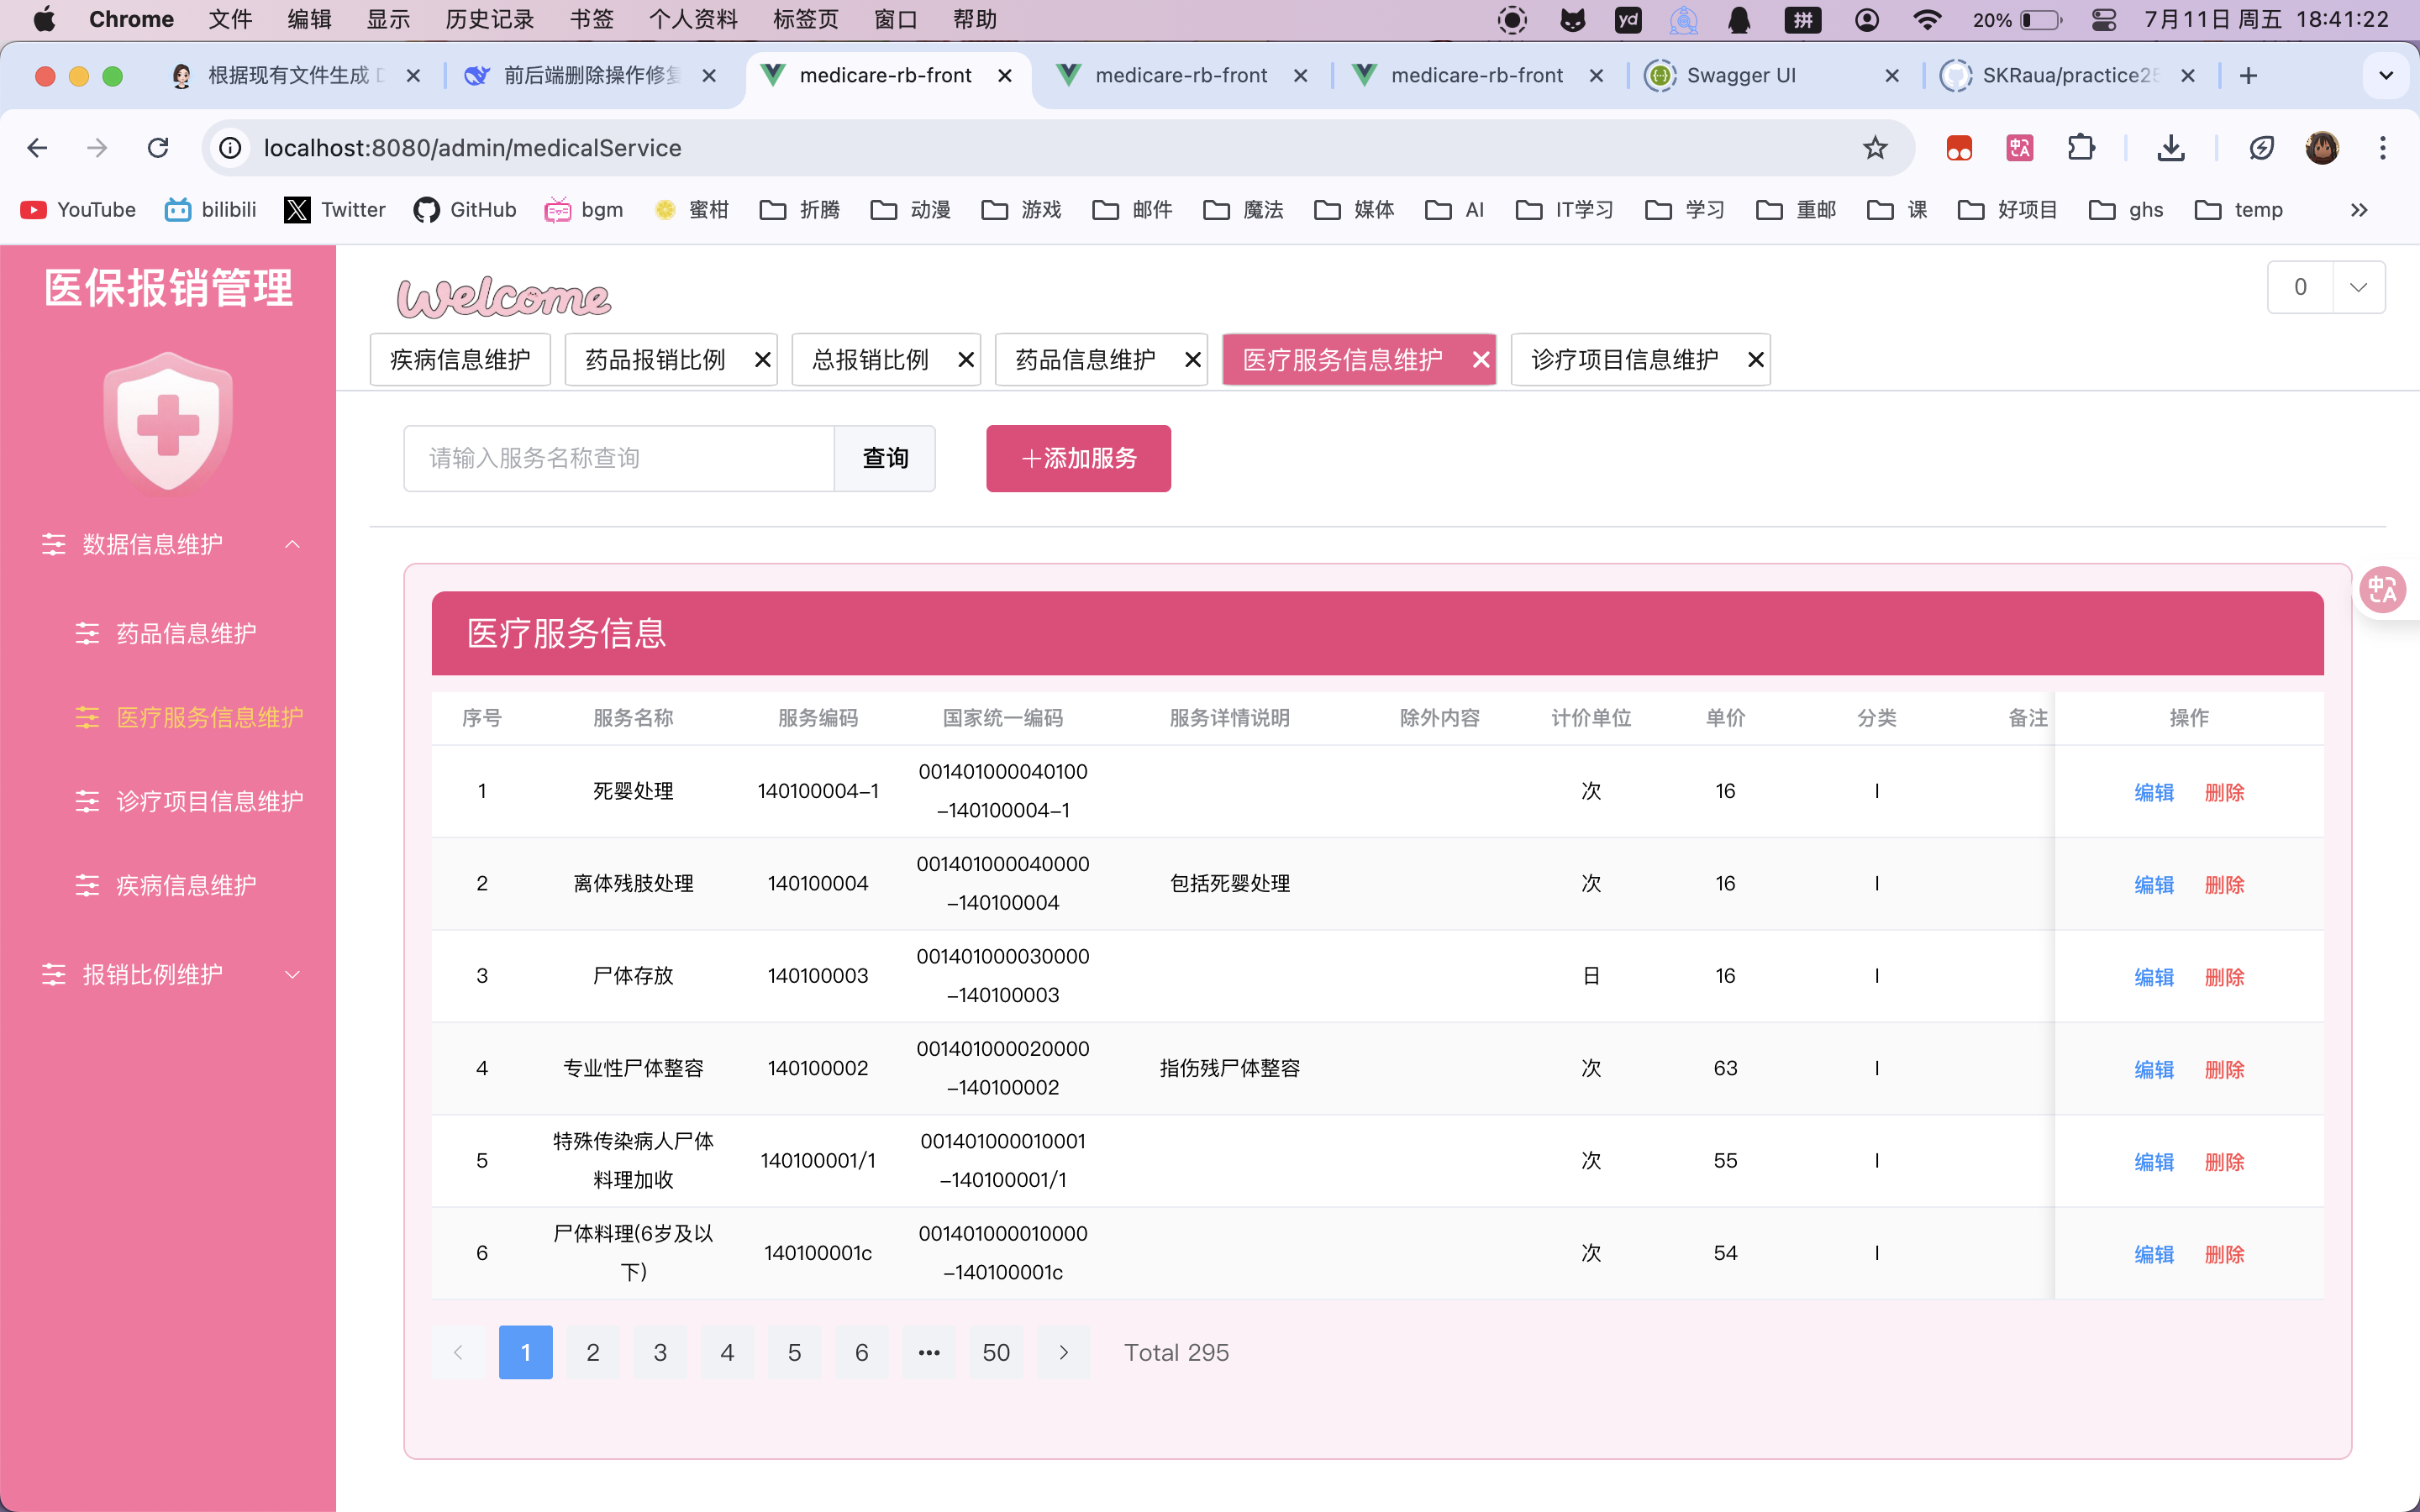 Chrome 文件 编辑 显示 历史记录 书签 个人资料 标签页 窗口 帮助 yd 拼 20% 7月11日 周五 18:41:22
根据现有文件生成 前后端删除操作修复 medicare-rb-front medicare-rb-front medicare-rb-front Swagger UI SKRaua/practice25
localhost:8080/admin/medicalService
YouTube bilibili Twitter GitHub bgm 蜜柑 折腾 动漫 游戏 邮件 魔法 媒体 AI IT学习 学习 重邮 课 好项目 ghs temp
医保报销管理
Welcome
0
疾病信息维护 药品报销比例 总报销比例 药品信息维护 医疗服务信息维护 诊疗项目信息维护
请输入服务名称查询 查询 +添加服务
数据信息维护
药品信息维护
医疗服务信息维护
诊疗项目信息维护
疾病信息维护
报销比例维护
医疗服务信息
序号 服务名称 服务编码 国家统一编码 服务详情说明 除外内容 计价单位 单价 分类 备注 操作
1 死婴处理 140100004-1 001401000040100-140100004-1 次 16 I 编辑 删除
2 离体残肢处理 140100004 001401000040000-140100004 包括死婴处理 次 16 I 编辑 删除
3 尸体存放 140100003 001401000030000-140100003 日 16 I 编辑 删除
4 专业性尸体整容 140100002 001401000020000-140100002 指伤残尸体整容 次 63 I 编辑 删除
5 特殊传染病人尸体料理加收 140100001/1 001401000010001-140100001/1 次 55 I 编辑 删除
6 尸体料理(6岁及以下) 140100001c 001401000010000-140100001c 次 54 I 编辑 删除
1 2 3 4 5 6 ••• 50 Total 295
中A